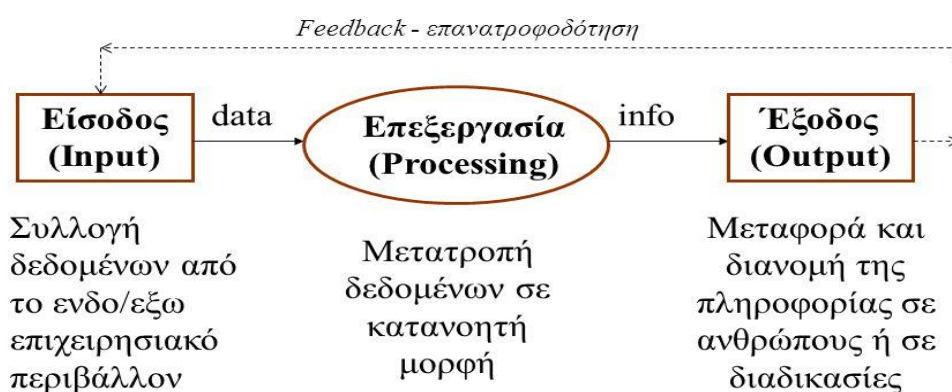 Feedback - επανατροφοδότηση
Είσοδος
(Input)
data
Επεξεργασία
(Processing)
info
Έξοδος
(Output)
Συλλογή
δεδομένων από
το ενδο/εξω
επιχειρησιακό
περιβάλλον
Μετατροπή
δεδομένων σε
κατανοητή
μορφή
Μεταφορά και
διανομή της
πληροφορίας σε
ανθρώπους ή σε
διαδικασίες